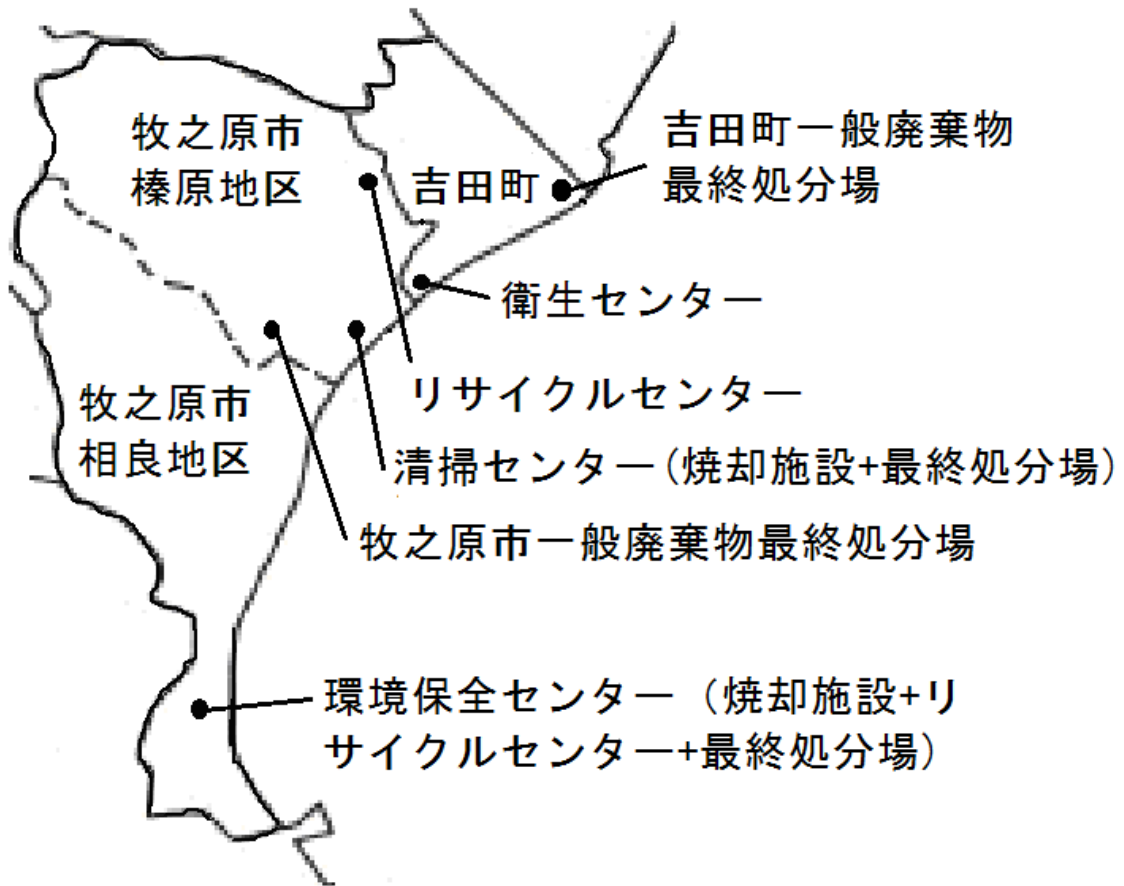 牧之原市
榛原地区
吉田町
吉田町一般廃棄物
最終処分場
衛生センター
リサイクルセンター
牧之原市
相良地区
清掃センター(焼却施設+最終処分場)
牧之原市一般廃棄物最終処分場
環境保全センター（焼却施設+リ
サイクルセンター+最終処分場）